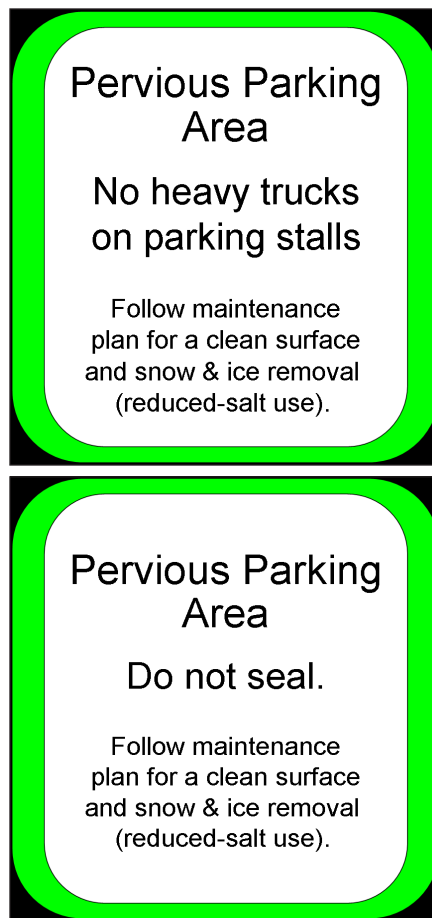 Pervious Parking
Area
No heavy trucks
on parking stalls
Follow maintenance
plan for a clean surface
and snow & ice removal
(reduced-salt use).
Pervious Parking
Area
Do not seal.
Follow maintenance
plan for a clean surface
and snow & ice removal
(reduced-salt use).